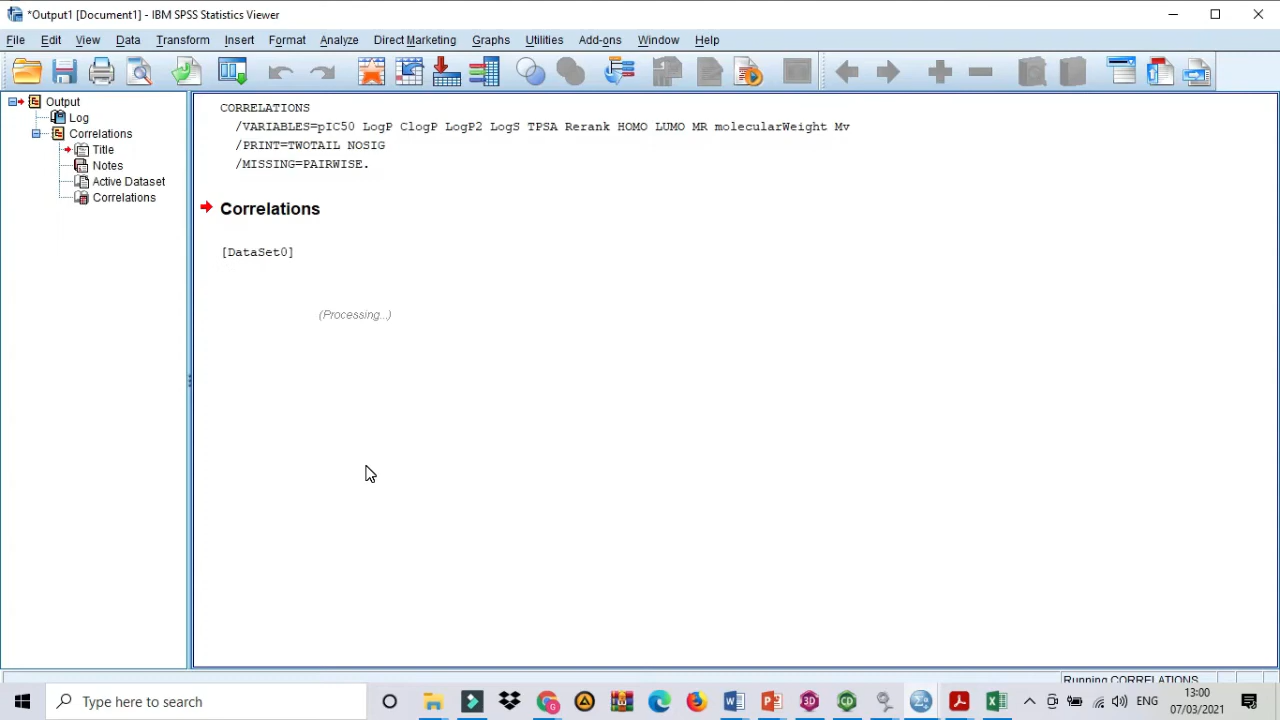 *Output1 [Document1] - IBM SPSS Statistics Viewer
File Edit View Data Transform Insert Format Analyze Direct Marketing Graphs Utilities Add-ons Window Help
Output
Log
Correlations
Title
Notes
Active Dataset
Correlations
CORRELATIONS
/VARIABLES=pIC50 LogP ClogP LogP2 LogS TPSA Rerank HOMO LUMO MR molecularWeight Mv
/PRINT=TWOTAIL NOSIG
/MISSING=PAIRWISE.
Correlations
[DataSet0]
(Processing...)
Running CORRELATIONS
Type here to search
ENG
13:00
07/03/2021